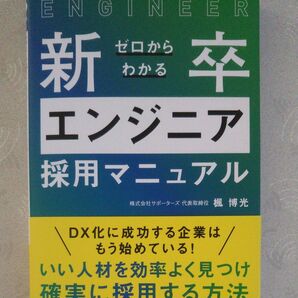 ENGINEER
ゼロから
わかる
新卒
エンジニア
採用マニュアル
株式会社サポーターズ 代表取締役 楓 博光
DX化に成功する企業は
もう始めている!
いい人材を効率よく見つけ
確実に採用する方法